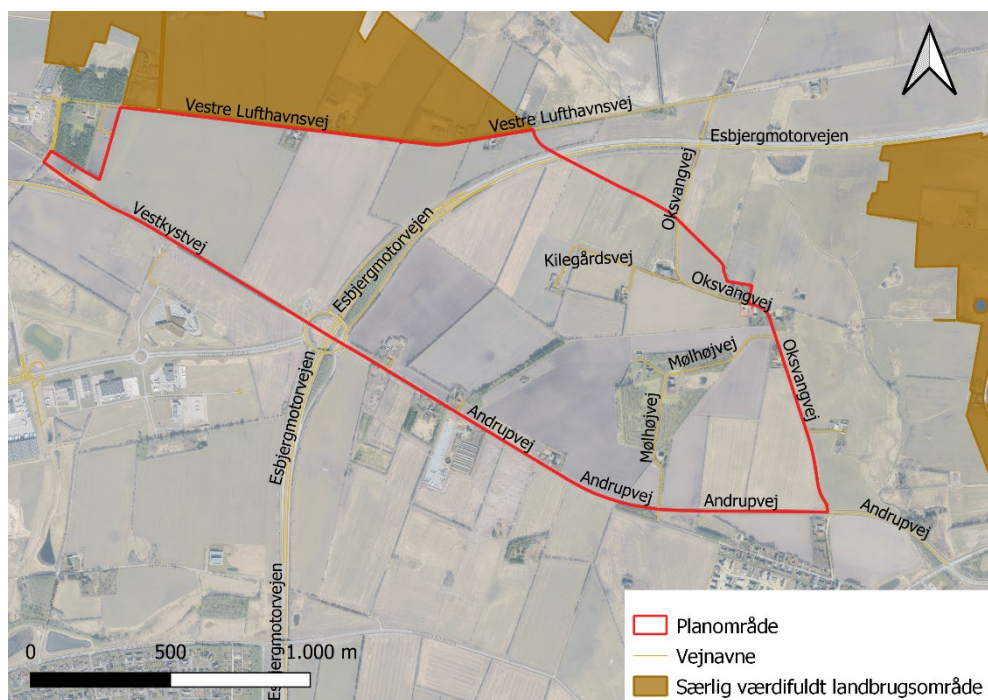 Vestre Lufthavnsvej
Vestre Lufthavnsvej
Esbjergmotorvejen
Oksvangvej
Vestkystvej
Esbjergmotorvejen
Kilegårdsvej
Oksvangvej
Mølhøjvej
Oksvangvej
Esbjergmotorvejen
Andrupvej
Mølhøjvej
Andrupvej
Andrupvej
Andrupvej
Esbjergmotorvejen
0 500 1.000 m
Planområde
Vejnavne
Særlig værdifuldt landbrugsområde